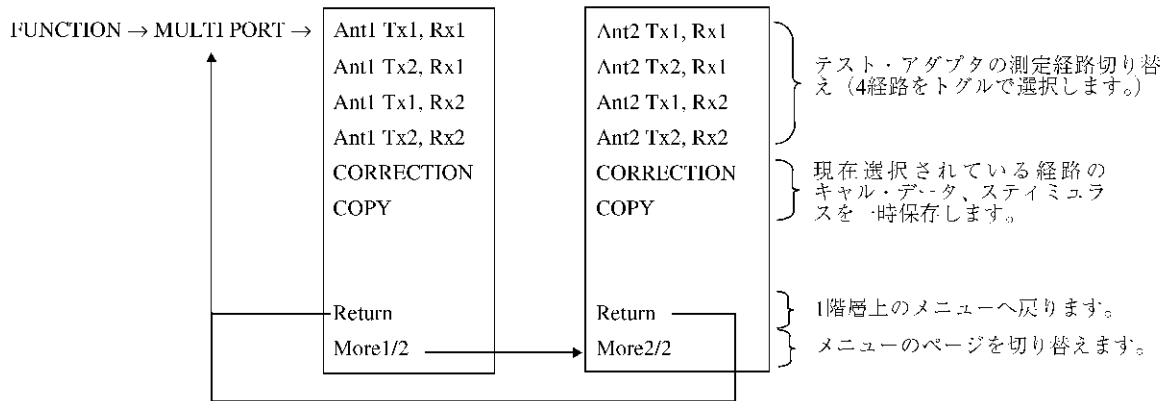 FUNCTION → MULTI PORT →
Ant1 Tx1, Rx1
Ant1 Tx2, Rx1
Ant1 Tx1, Rx2
Ant1 Tx2, Rx2
CORRECTION
COPY
Return
More1/2
Ant2 Tx1, Rx1
Ant2 Tx2, Rx1
Ant2 Tx1, Rx2
Ant2 Tx2, Rx2
CORRECTION
COPY
Return
More2/2
テスト・アダプタの測定経路切り替
え（4経路をトグルで選択します。）
現在選択されている経路の
キャル・データ、スティミュラ
スを一時保存します。
1階層上のメニューへ戻ります。
メニューのページを切り替えます。